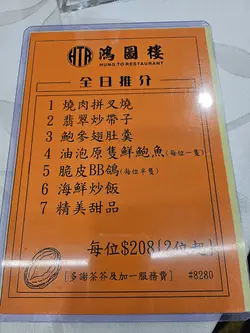 HTR 鴻圖樓
HUNG TO RESTAURANT
全日推介
1 燒肉拼叉燒
2 翡翠炒帶子
3 鮑參翅肚羹
4 油泡原隻鮮鮑魚(每位一隻)
5 脆皮BB鴿(每位半隻)
6 海鮮炒飯
7 精美甜品
每位$208(2位起)
[多謝茶芥及加一服務費] #8280